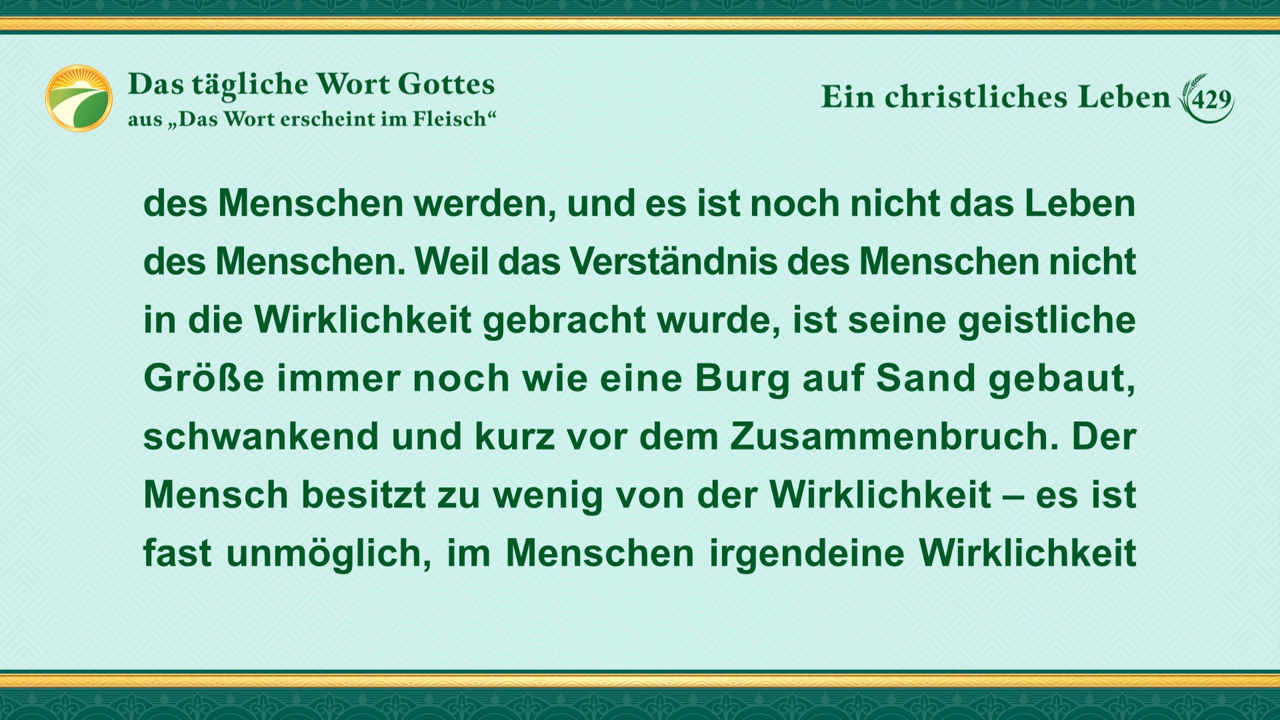 Das tägliche Wort Gottes
aus „Das Wort erscheint im Fleisch“
Ein christliches Leben 429
des Menschen werden, und es ist noch nicht das Leben
des Menschen. Weil das Verständnis des Menschen nicht
in die Wirklichkeit gebracht wurde, ist seine geistliche
Größe immer noch wie eine Burg auf Sand gebaut,
schwankend und kurz vor dem Zusammenbruch. Der
Mensch besitzt zu wenig von der Wirklichkeit – es ist
fast unmöglich, im Menschen irgendeine Wirklichkeit